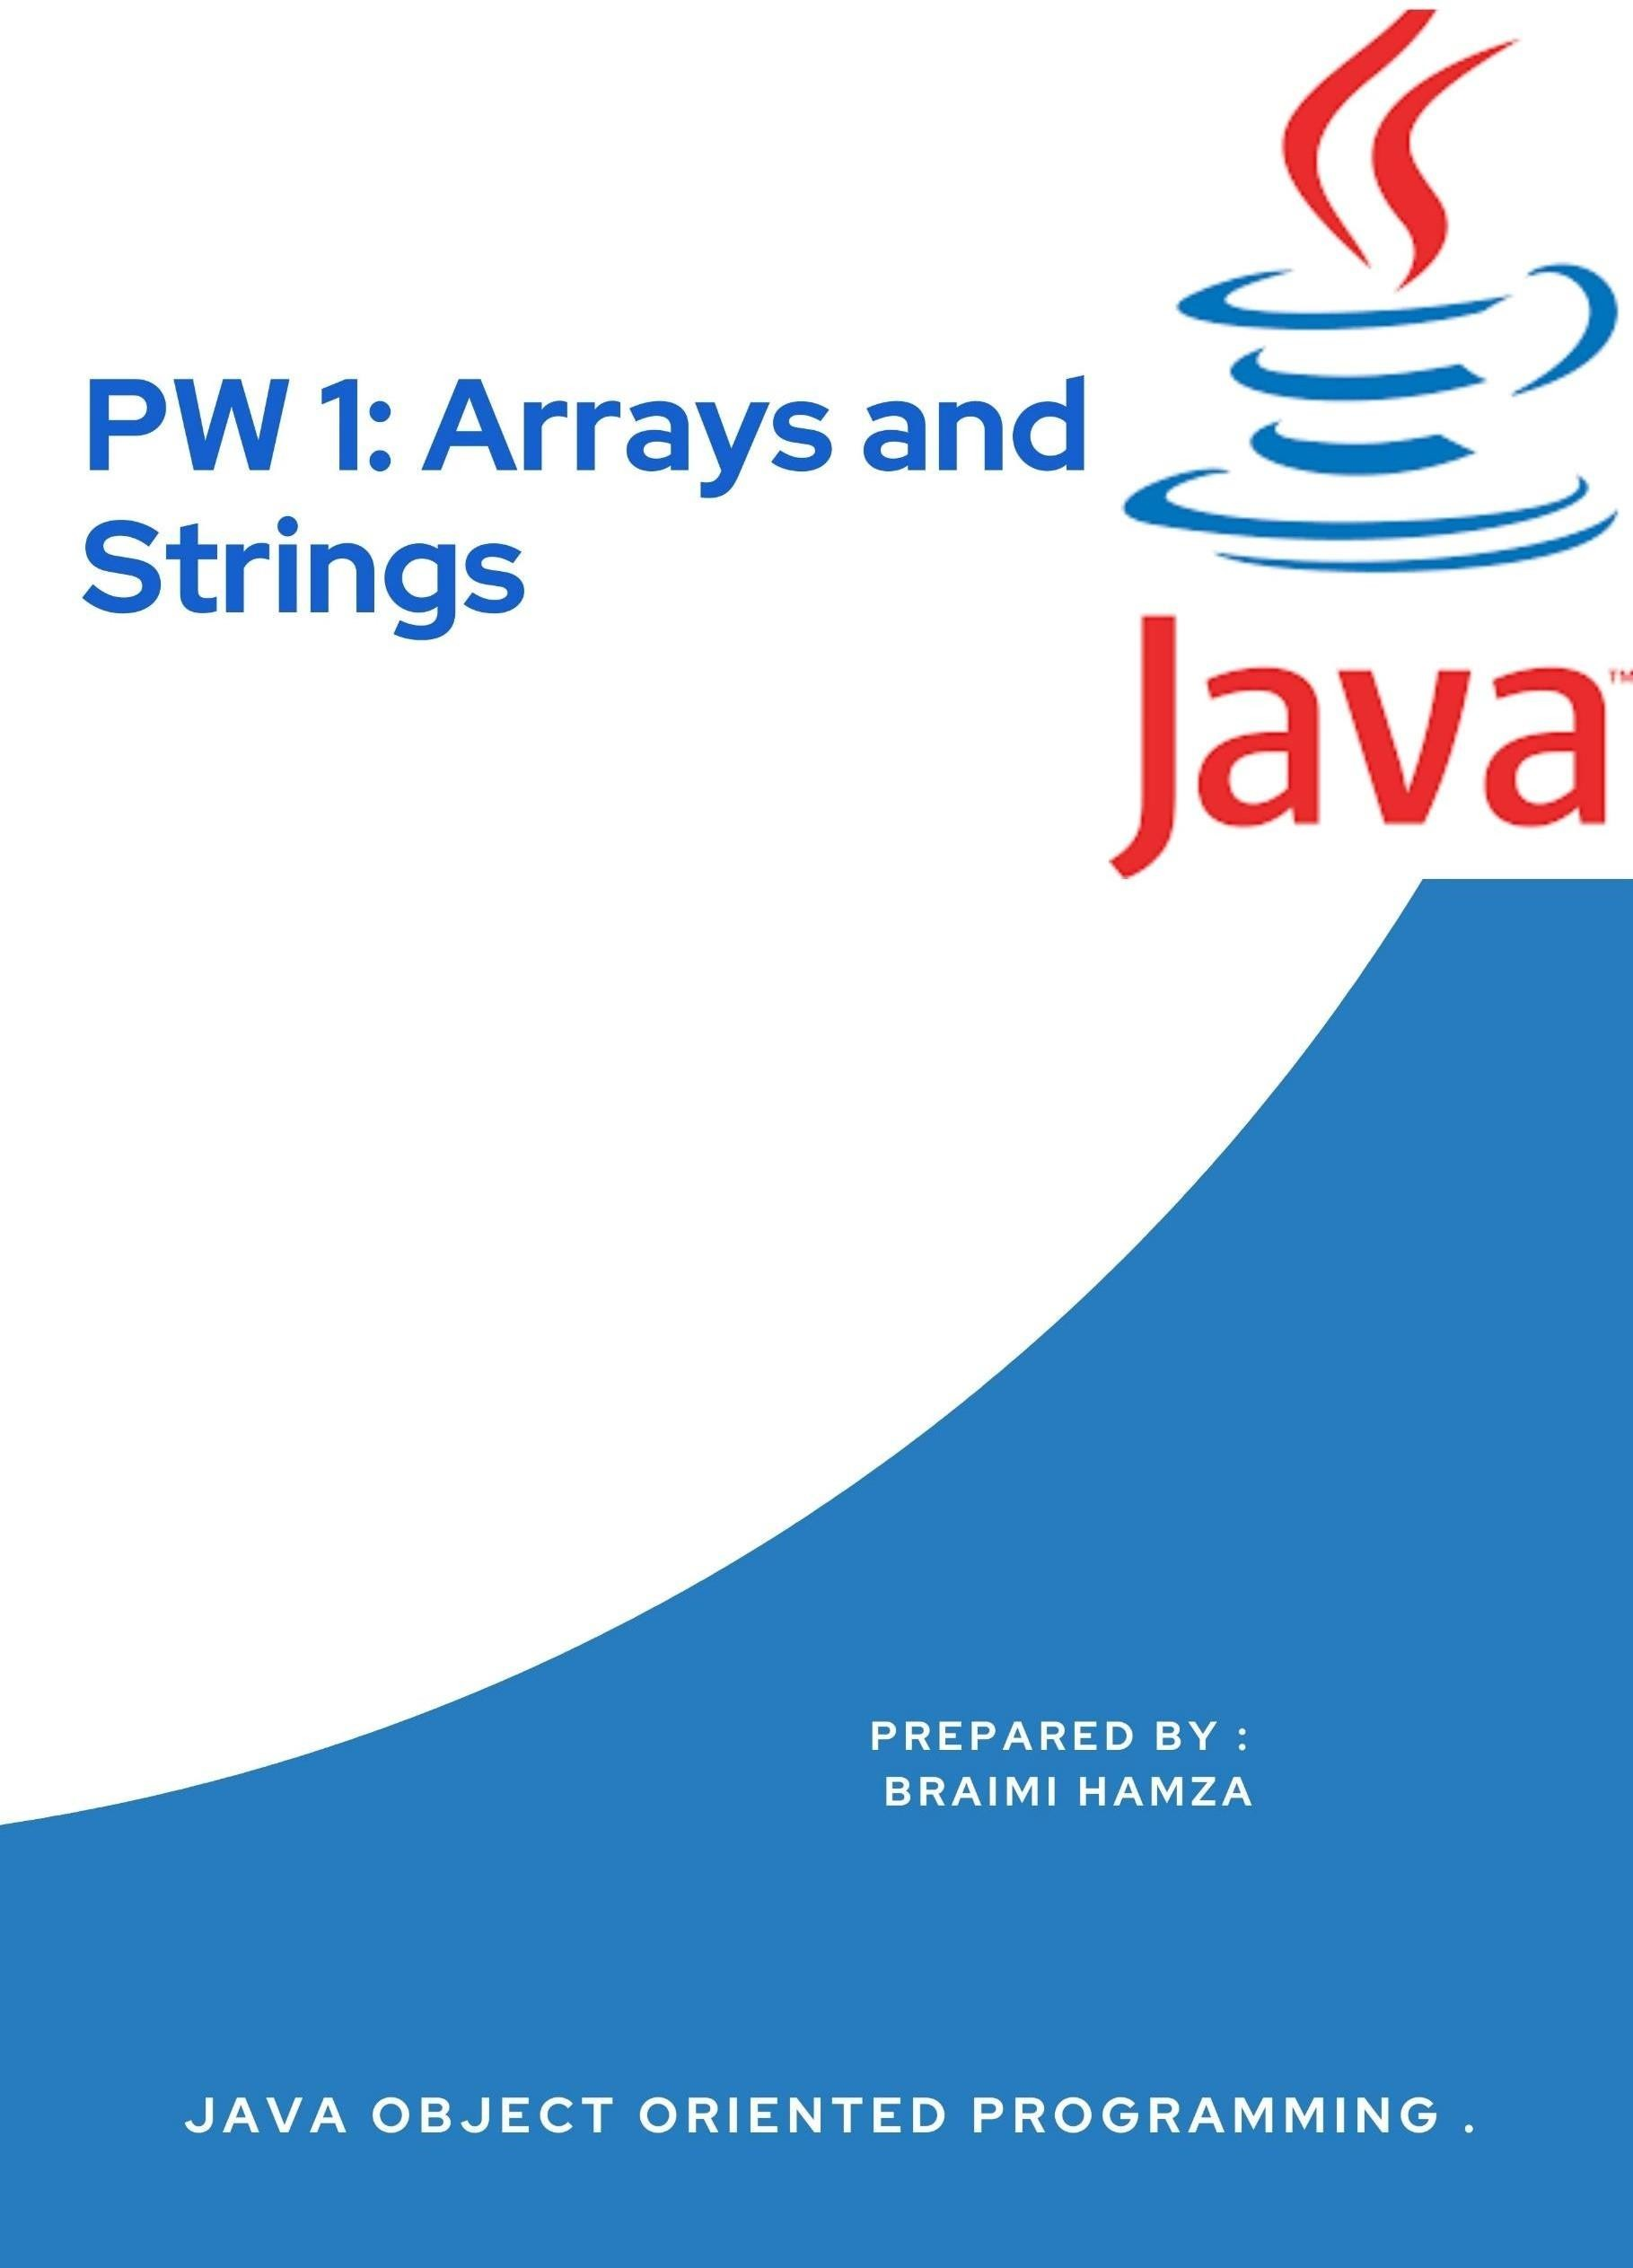 PW 1: Arrays and
Strings
Java™
PREPARED BY :
BRAIMI HAMZA
JAVA OBJECT ORIENTED PROGRAMMING .